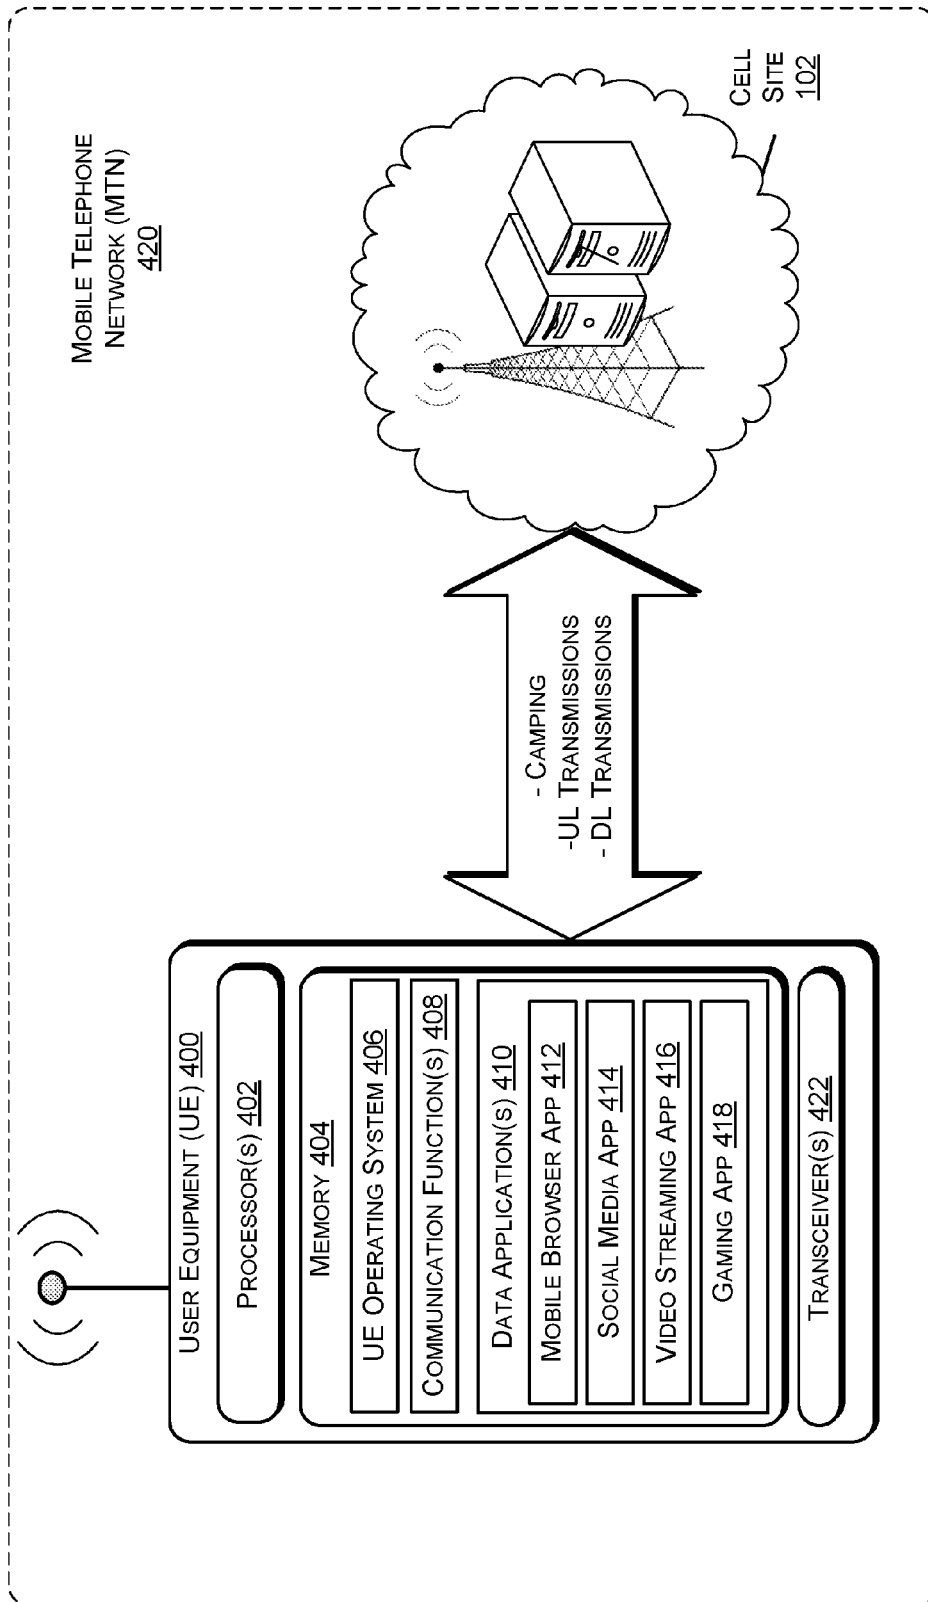 MOBILE TELEPHONE
NETWORK (MTN)
420
USER EQUIPMENT (UE) 400
PROCESSOR(S) 402
MEMORY 404
UE OPERATING SYSTEM 406
COMMUNICATION FUNCTION(S) 408
DATA APPLICATION(S) 410
MOBILE BROWSER APP 412
SOCIAL MEDIA APP 414
VIDEO STREAMING APP 416
GAMING APP 418
TRANSCEIVER(S) 422
- CAMPING
-UL TRANSMISSIONS
- DL TRANSMISSIONS
CELL
SITE
102